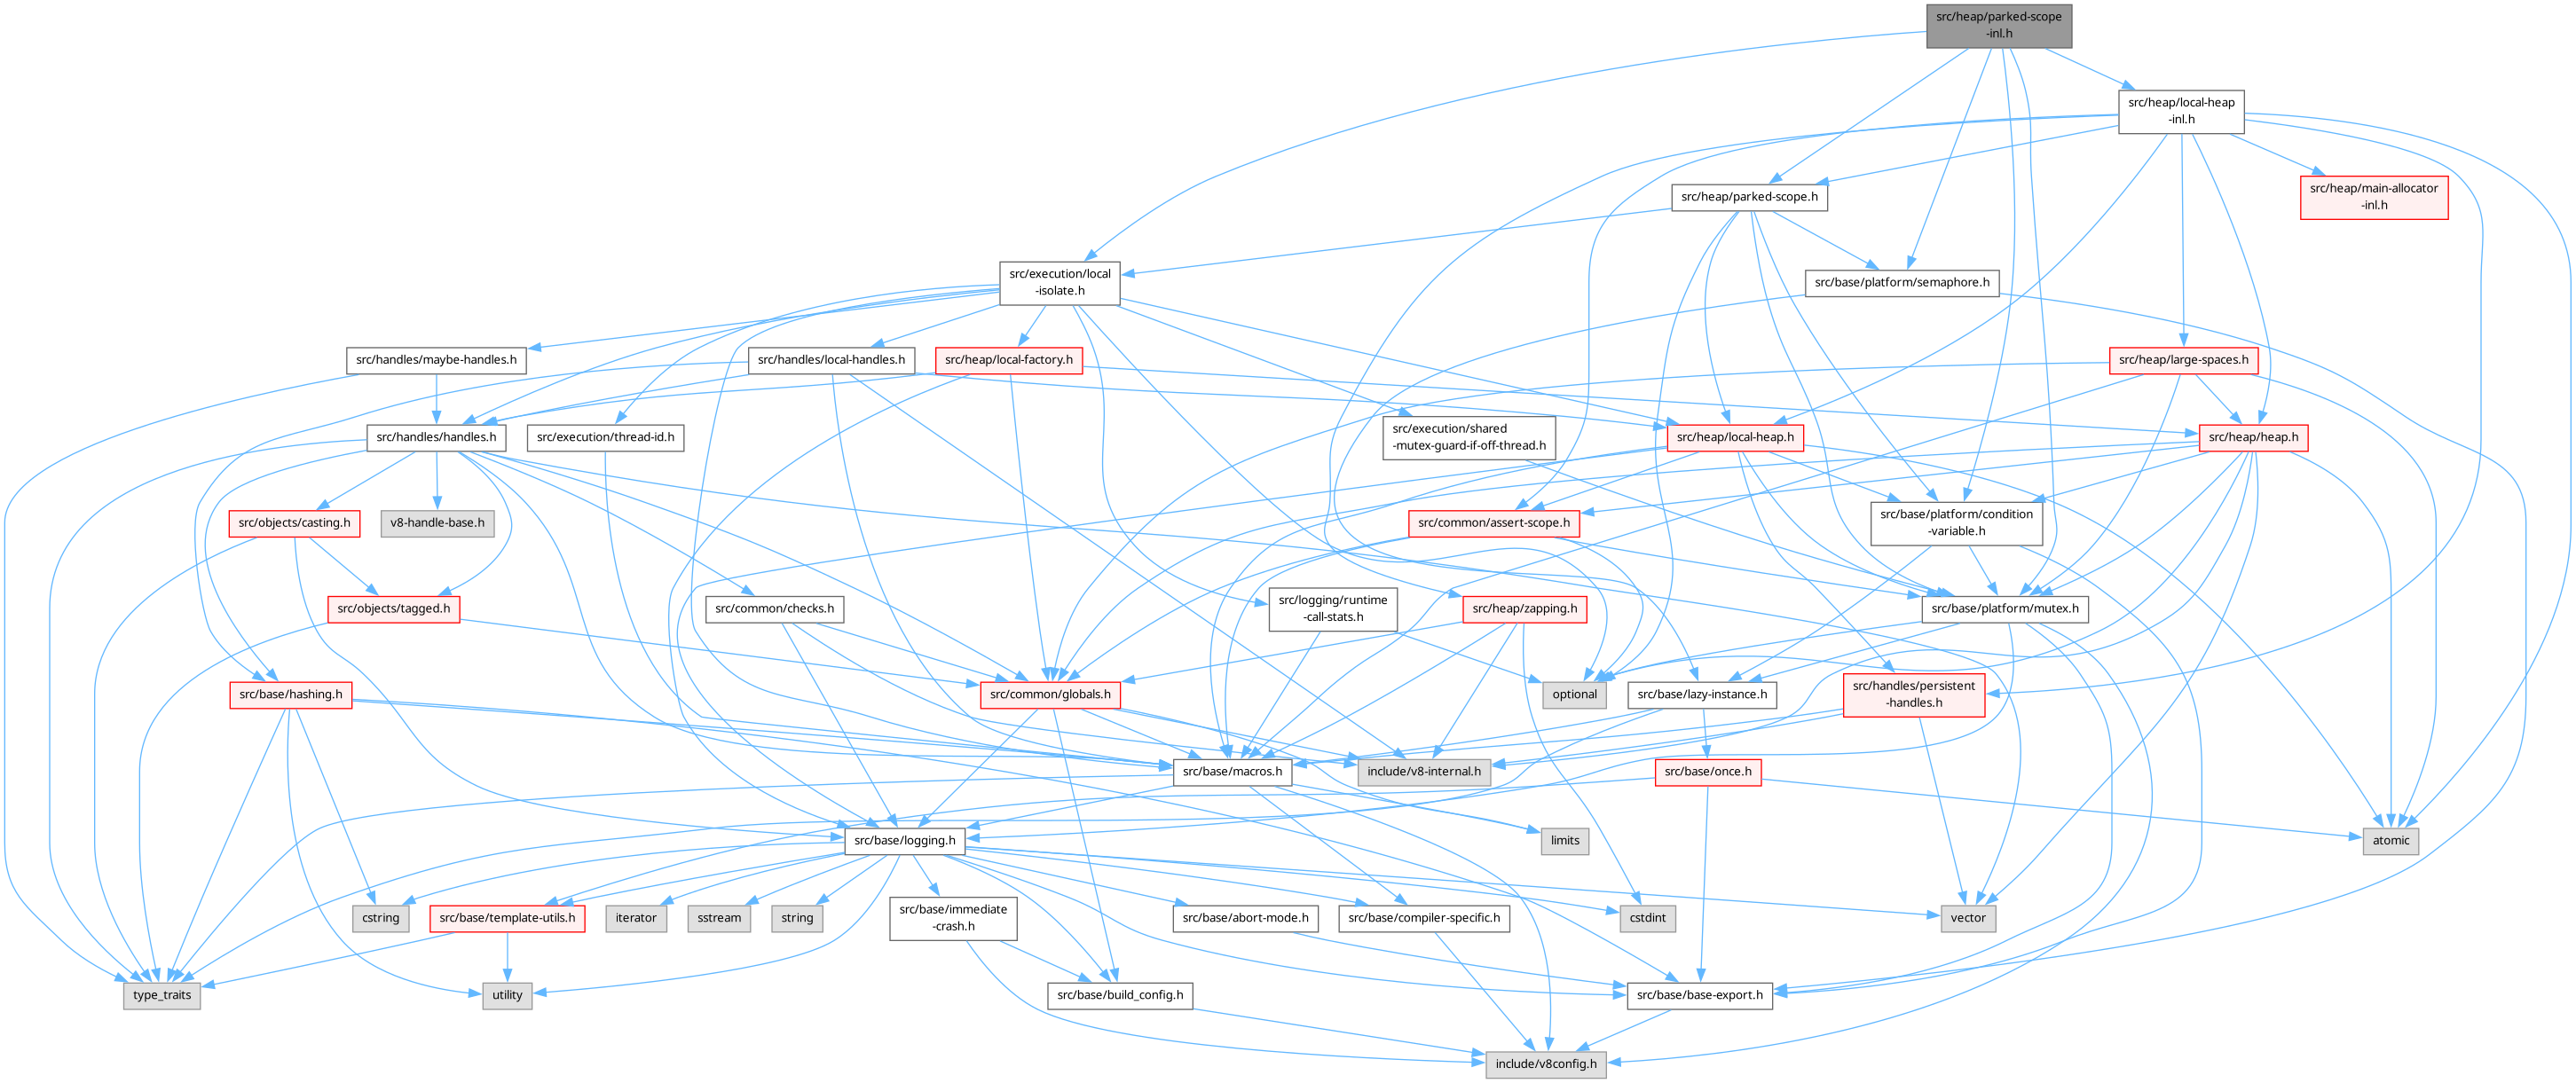 src/heap/parked-scope
-inl.h
src/heap/local-heap
-inl.h
src/heap/parked-scope.h
src/heap/main-allocator
-inl.h
src/execution/local
-isolate.h
src/base/platform/semaphore.h
src/handles/maybe-handles.h
src/handles/local-handles.h
src/heap/local-factory.h
src/heap/large-spaces.h
src/handles/handles.h
src/execution/thread-id.h
src/execution/shared
-mutex-guard-if-off-thread.h
src/heap/local-heap.h
src/heap/heap.h
src/objects/casting.h
v8-handle-base.h
src/common/assert-scope.h
src/base/platform/condition
-variable.h
src/objects/tagged.h
src/common/checks.h
src/logging/runtime
-call-stats.h
src/heap/zapping.h
src/base/platform/mutex.h
src/base/hashing.h
src/common/globals.h
optional
src/base/lazy-instance.h
src/handles/persistent
-handles.h
src/base/macros.h
include/v8-internal.h
src/base/once.h
src/base/logging.h
limits
atomic
cstring
src/base/template-utils.h
iterator
sstream
string
src/base/immediate
-crash.h
src/base/abort-mode.h
src/base/compiler-specific.h
cstdint
vector
type_traits
utility
src/base/build_config.h
src/base/base-export.h
include/v8config.h